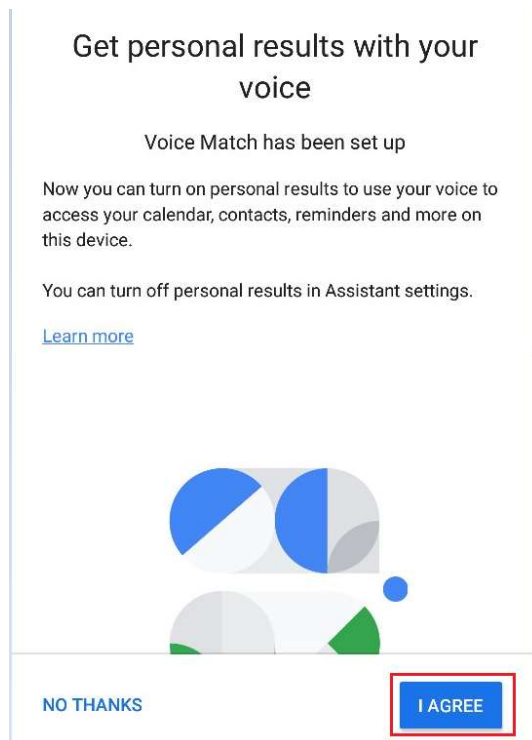 Get personal results with your
voice
Voice Match has been set up
Now you can turn on personal results to use your voice to
access your calendar, contacts, reminders and more on
this device.
You can turn off personal results in Assistant settings.
Learn more
NO THANKS
I AGREE